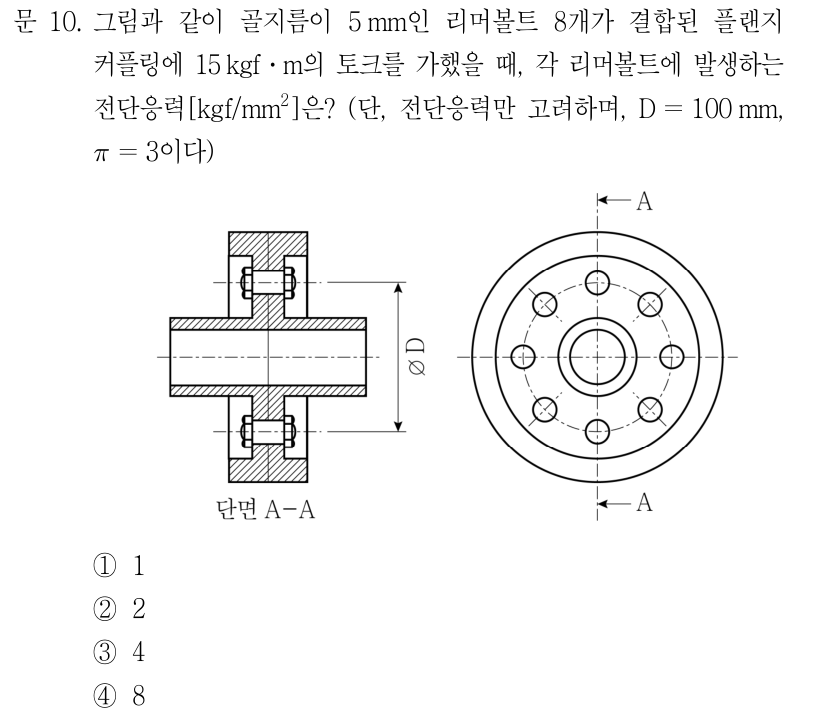 문 10. 그림과 같이 골지름이 5 mm인 리머볼트 8개가 결합된 플랜지
커플링에 15 kgf · m의 토크를 가했을 때, 각 리머볼트에 발생하는
전단응력[kgf/mm²]은? (단, 전단응력만 고려하며, D = 100 mm,
π = 3이다)
A
⌀D
A
단면 A-A
① 1
② 2
③ 4
④ 8